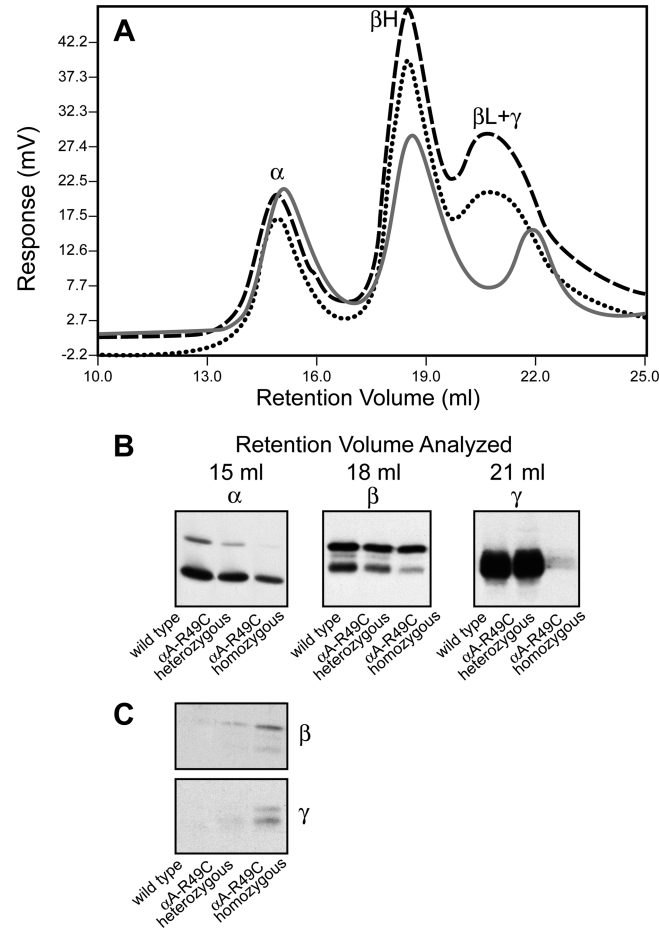 A
βH
βL+γ
α
42.2
37.3
32.3
27.4
22.5
17.5
12.6
7.7
2.7
-2.2
Response (mV)
10.0 13.0 16.0 19.0 22.0 25.0
Retention Volume (ml)
B
Retention Volume Analyzed
15 ml 18 ml 21 ml
α β γ
wild type
αA-R49C
heterozygous
αA-R49C
homozygous
wild type
αA-R49C
heterozygous
αA-R49C
homozygous
wild type
αA-R49C
heterozygous
αA-R49C
homozygous
C
β
γ
wild type
αA-R49C
heterozygous
αA-R49C
homozygous